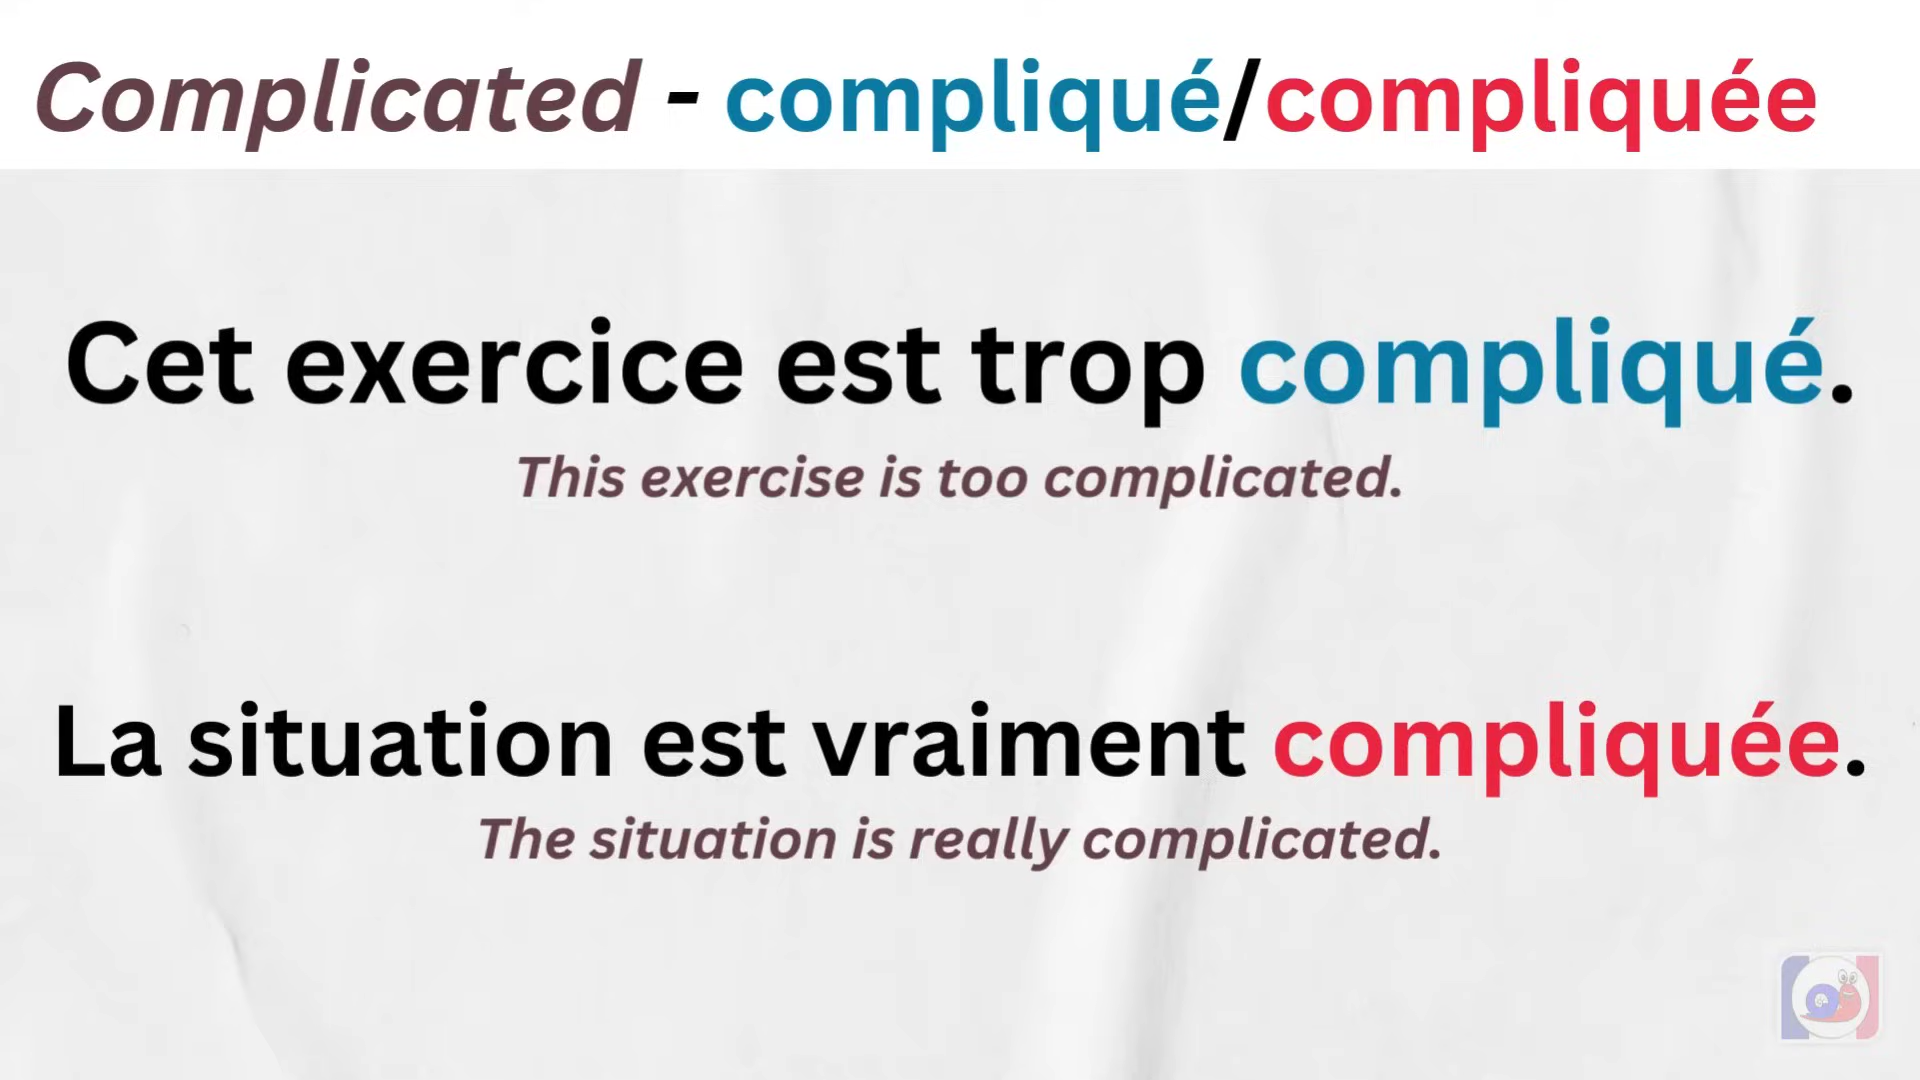 Complicated - compliqué/compliquée
Cet exercice est trop compliqué.
This exercise is too complicated.
La situation est vraiment compliquée.
The situation is really complicated.